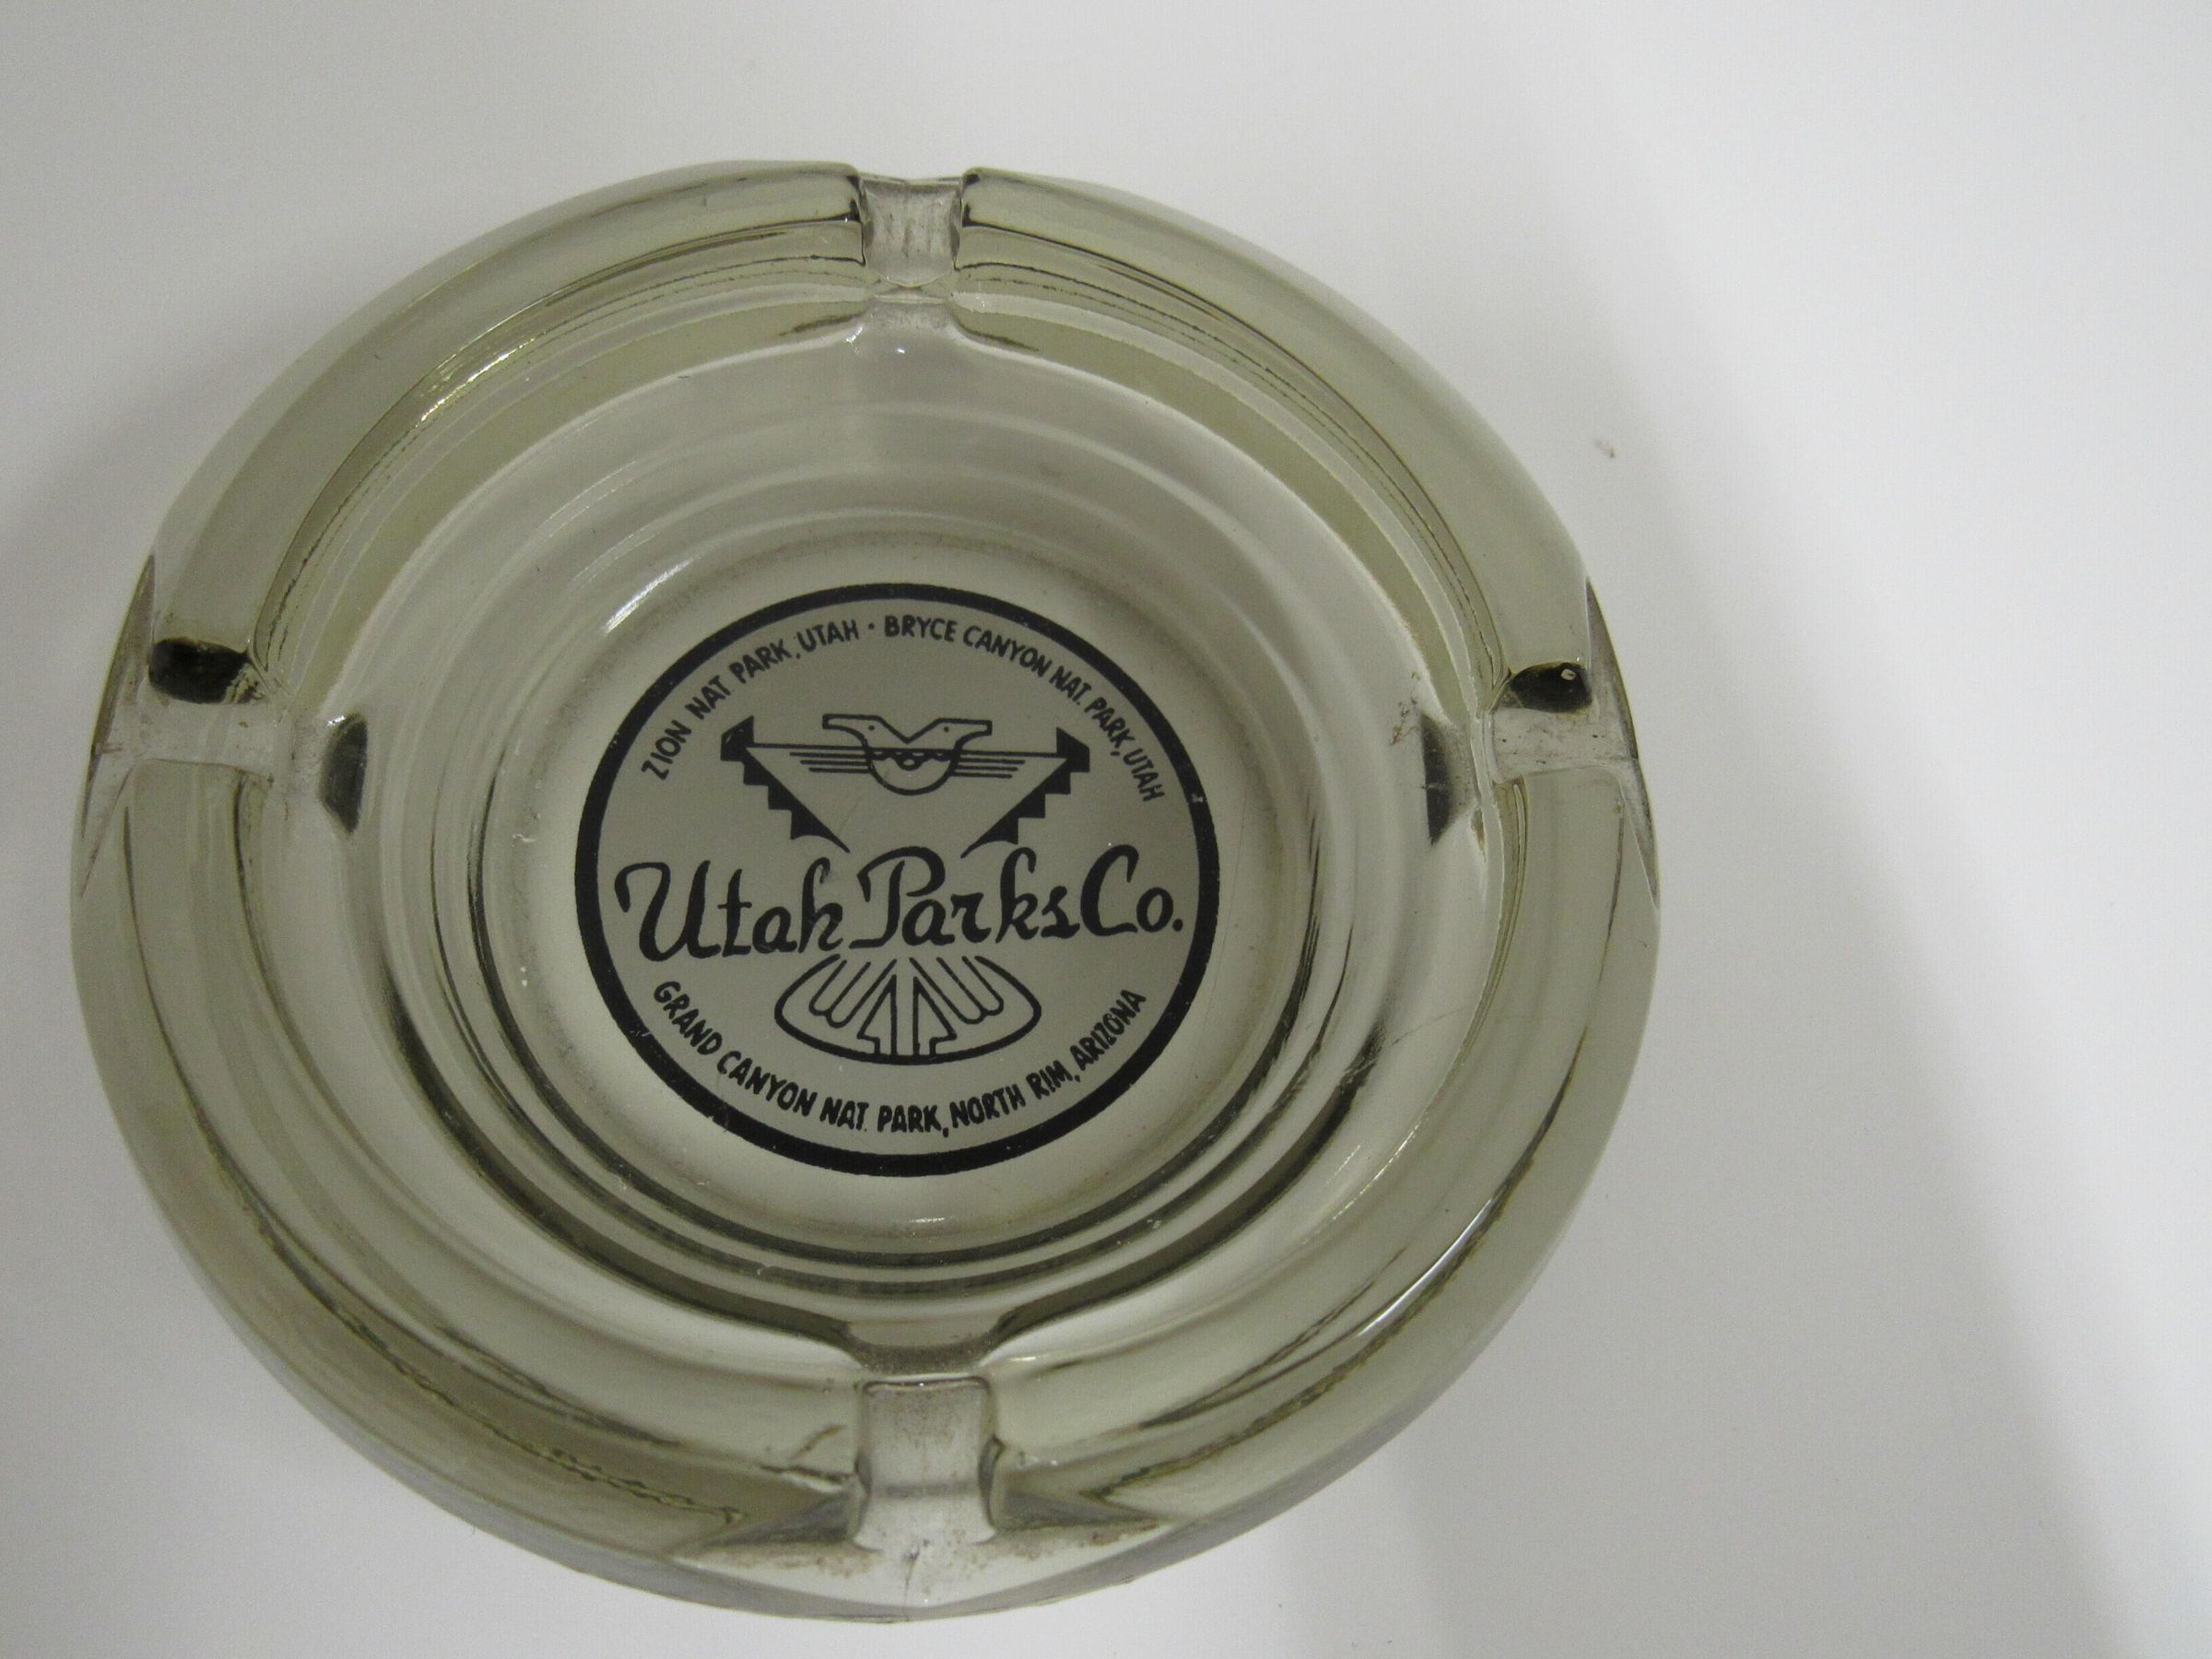 ZION NAT PARK, UTAH · BRYCE CANYON NAT. PARK, UTAH
Utah Parks Co.
GRAND CANYON NAT. PARK, NORTH RIM, ARIZONA